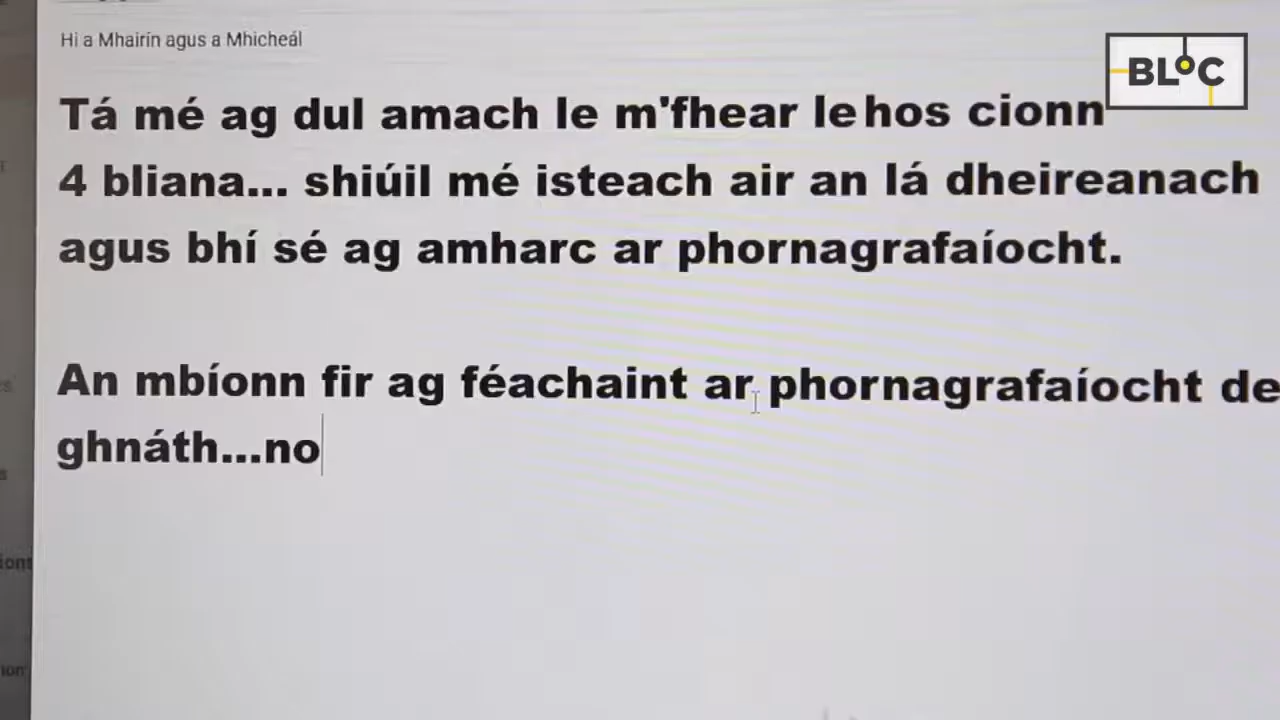 Hi a Mhairín agus a Mhicheál
BLOC
Tá mé ag dul amach le m'fhear le hos cionn
4 bliana... shiúil mé isteach air an lá dheireanach
agus bhí sé ag amharc ar phornagrafaíocht.
An mbíonn fir ag féachaint ar phornagrafaíocht de
ghnáth...no